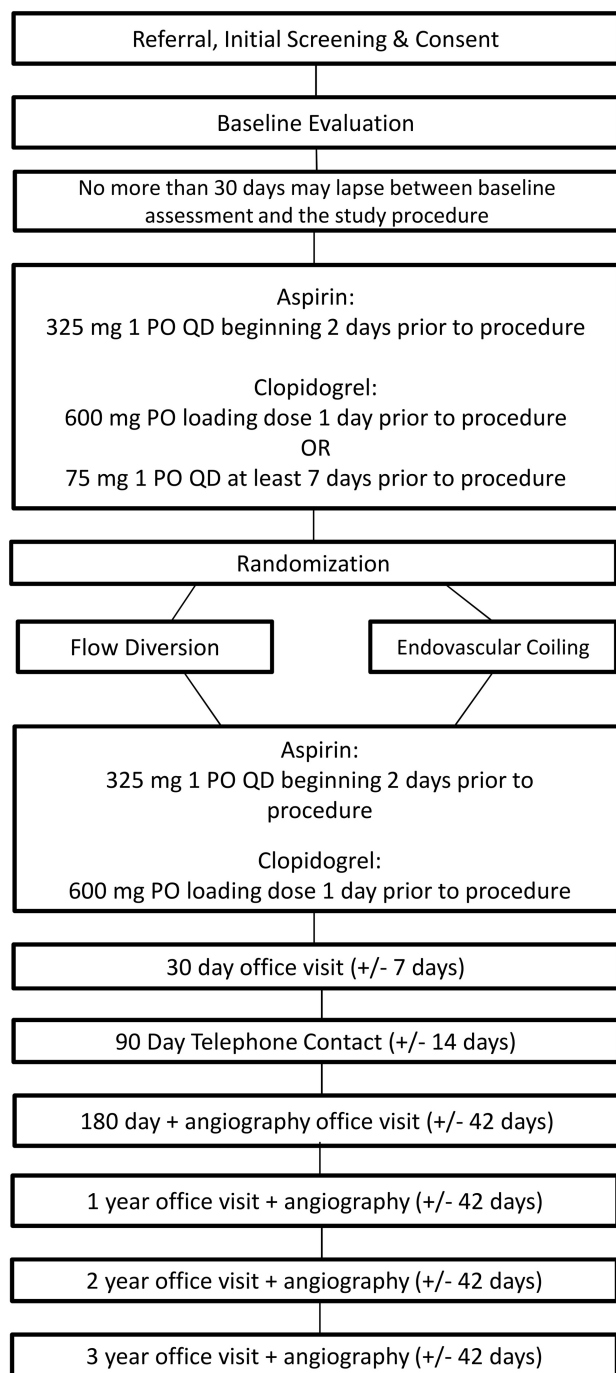 Referral, Initial Screening & Consent
Baseline Evaluation
No more than 30 days may lapse between baseline
assessment and the study procedure
Aspirin:
325 mg 1 PO QD beginning 2 days prior to procedure
Clopidogrel:
600 mg PO loading dose 1 day prior to procedure
OR
75 mg 1 PO QD at least 7 days prior to procedure
Randomization
Flow Diversion
Endovascular Coiling
Aspirin:
325 mg 1 PO QD beginning 2 days prior to
procedure
Clopidogrel:
600 mg PO loading dose 1 day prior to procedure
30 day office visit (+/- 7 days)
90 Day Telephone Contact (+/- 14 days)
180 day + angiography office visit (+/- 42 days)
1 year office visit + angiography (+/- 42 days)
2 year office visit + angiography (+/- 42 days)
3 year office visit + angiography (+/- 42 days)